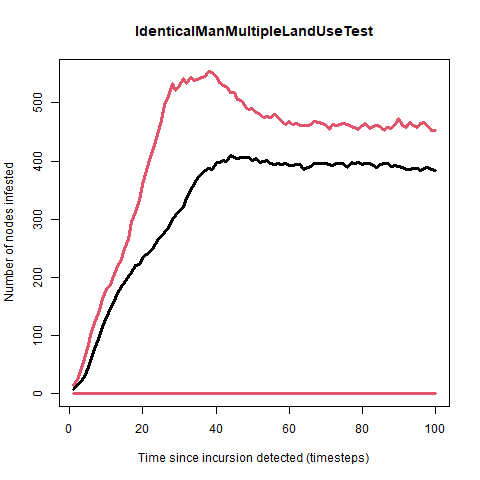 IdenticalManMultipleLandUseTest
Number of nodes infested
500
400
300
200
100
0
0 20 40 60 80 100
Time since incursion detected (timesteps)